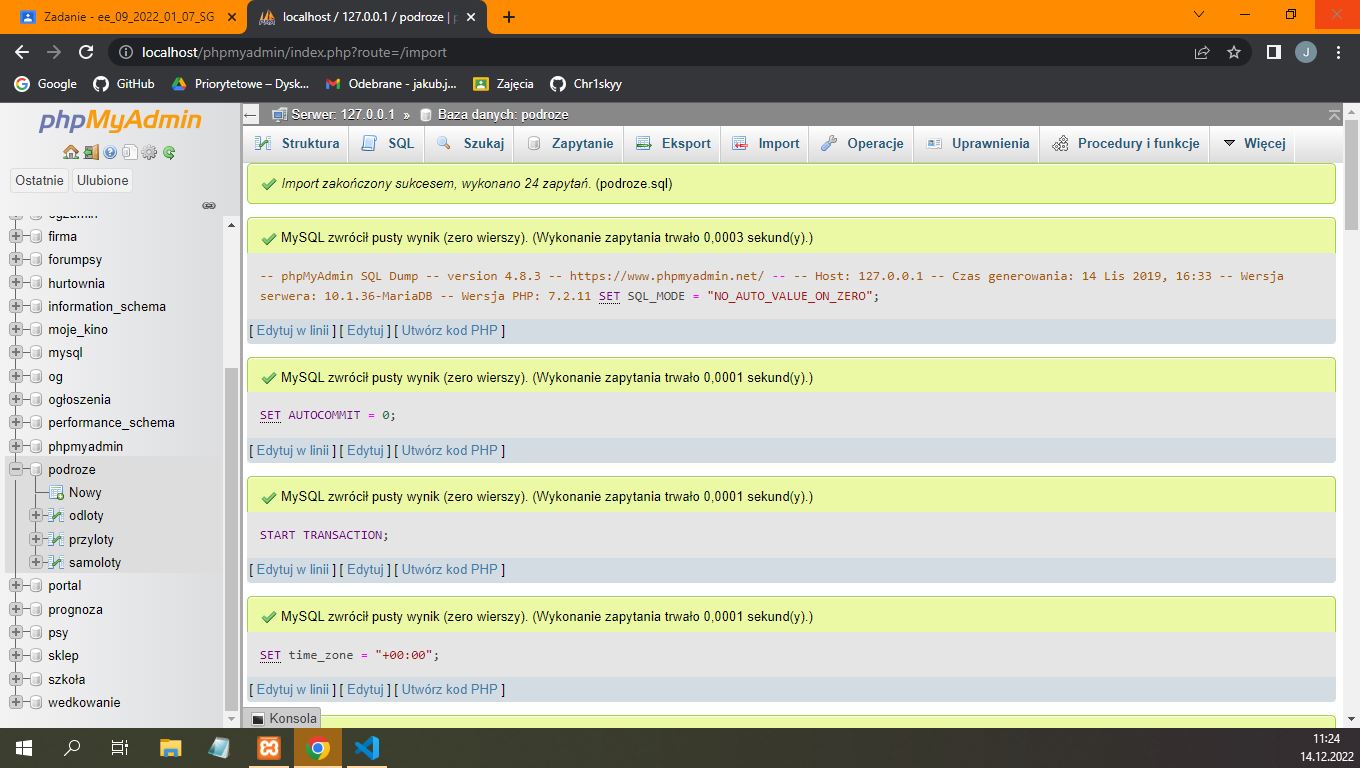 Zadanie - ee_09_2022_01_07_SG
localhost / 127.0.0.1 / podroze | p
localhost/phpmyadmin/index.php?route=/import
J
Google
GitHub
Priorytetowe – Dysk...
Odebrane - jakub.j...
Zajęcia
Chr1skyy
phpMyAdmin
Ostatnie
Ulubione
egzamin
firma
forumpsy
hurtownia
information_schema
moje_kino
mysql
og
ogłoszenia
performance_schema
phpmyadmin
podroze
Nowy
odloty
przyloty
samoloty
portal
prognoza
psy
sklep
szkoła
wedkowanie
Serwer: 127.0.0.1 » Baza danych: podroze
Struktura SQL Szukaj Zapytanie Eksport Import Operacje Uprawnienia Procedury i funkcje Więcej
Import zakończony sukcesem, wykonano 24 zapytań. (podroze.sql)
MySQL zwrócił pusty wynik (zero wierszy). (Wykonanie zapytania trwało 0,0003 sekund(y).)
-- phpMyAdmin SQL Dump -- version 4.8.3 -- https://www.phpmyadmin.net/ -- -- Host: 127.0.0.1 -- Czas generowania: 14 Lis 2019, 16:33 -- Wersja
serwera: 10.1.36-MariaDB -- Wersja PHP: 7.2.11 SET SQL_MODE = "NO_AUTO_VALUE_ON_ZERO";
[ Edytuj w linii ] [ Edytuj ] [ Utwórz kod PHP ]
MySQL zwrócił pusty wynik (zero wierszy). (Wykonanie zapytania trwało 0,0001 sekund(y).)
SET AUTOCOMMIT = 0;
[ Edytuj w linii ] [ Edytuj ] [ Utwórz kod PHP ]
MySQL zwrócił pusty wynik (zero wierszy). (Wykonanie zapytania trwało 0,0001 sekund(y).)
START TRANSACTION;
[ Edytuj w linii ] [ Edytuj ] [ Utwórz kod PHP ]
MySQL zwrócił pusty wynik (zero wierszy). (Wykonanie zapytania trwało 0,0001 sekund(y).)
SET time_zone = "+00:00";
[ Edytuj w linii ] [ Edytuj ] [ Utwórz kod PHP ]
Konsola
11:24
14.12.2022